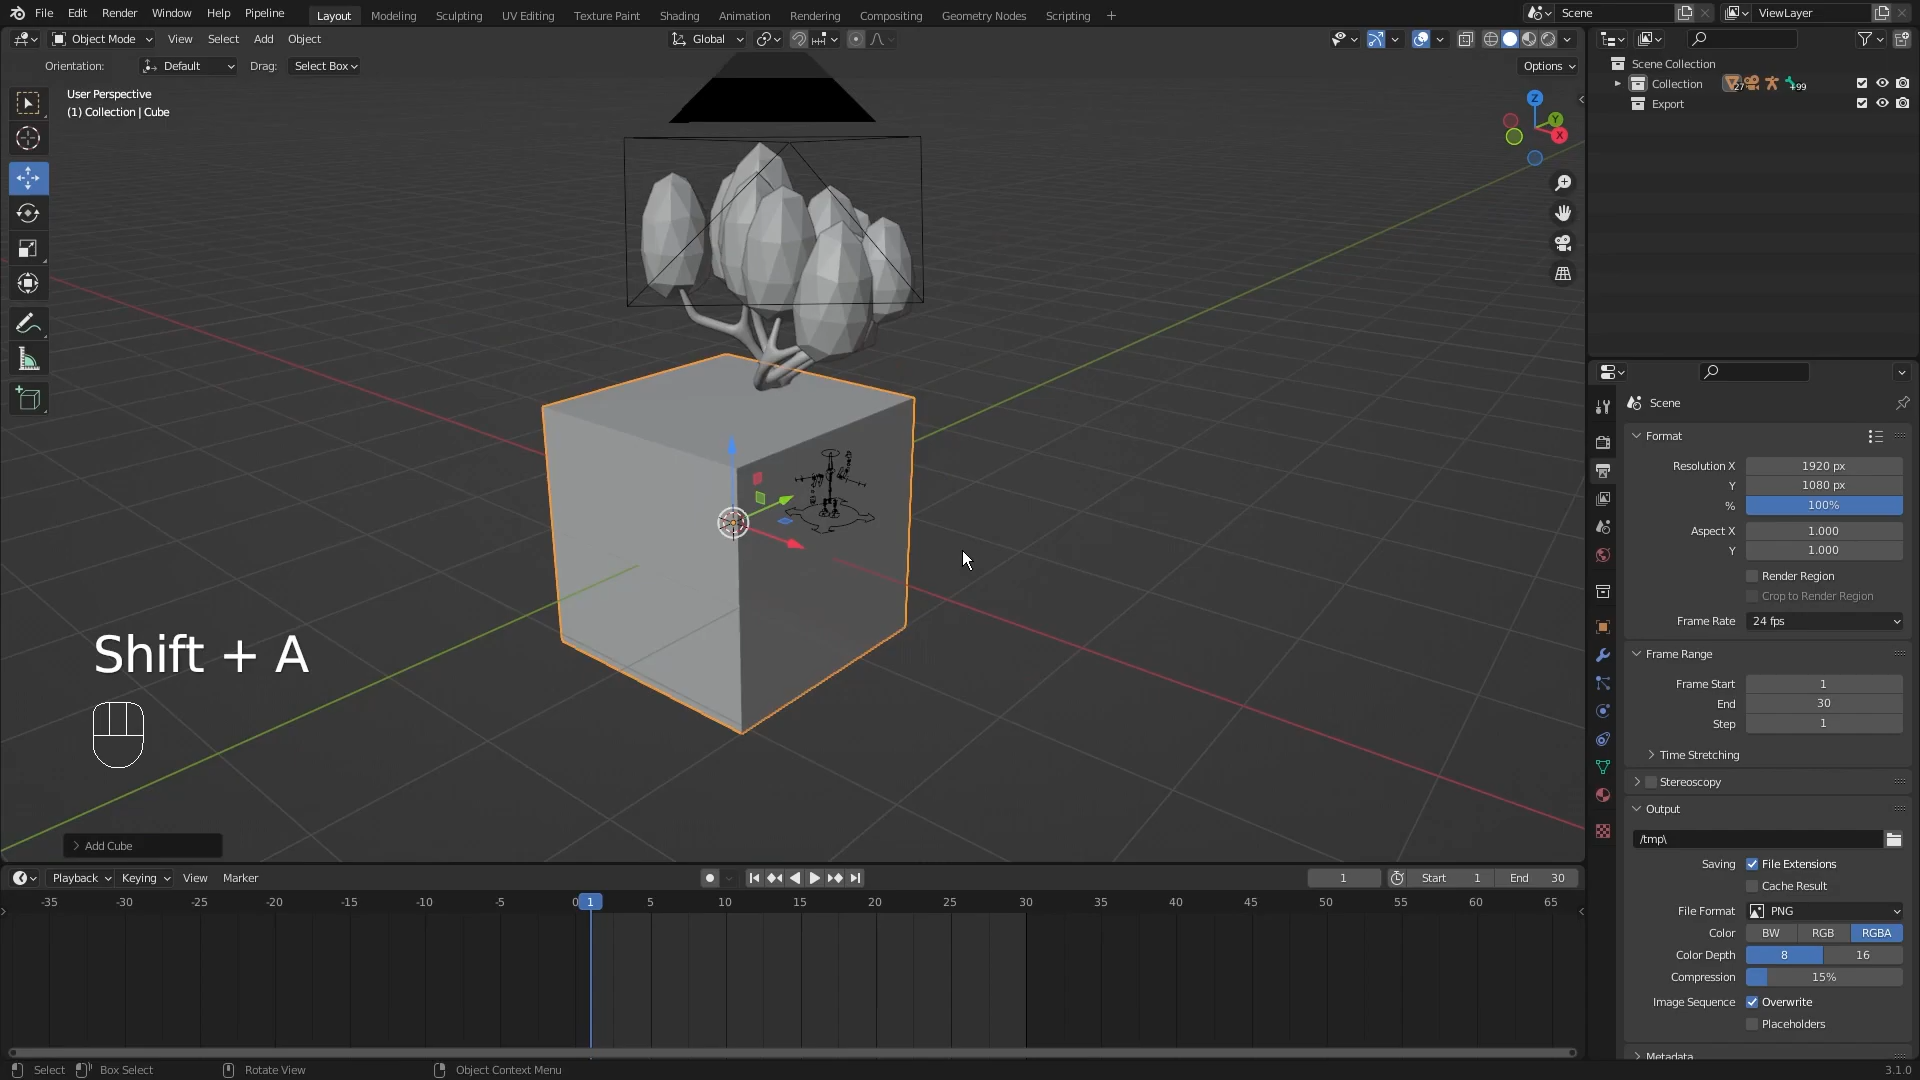 File Edit Render Window Help Pipeline
Layout Modeling Sculpting UV Editing Texture Paint Shading Animation Rendering Compositing Geometry Nodes Scripting +
Scene
ViewLayer
Object Mode View Select Add Object
Global
Orientation: Default Drag: Select Box
Options
User Perspective
(1) Collection | Cube
Z
Y
X
Shift + A
Add Cube
Scene Collection
Collection 27 +99
Export
Scene
Format
Resolution X 1920 px
Y 1080 px
% 100%
Aspect X 1.000
Y 1.000
Render Region
Crop to Render Region
Frame Rate 24 fps
Frame Range
Frame Start 1
End 30
Step 1
Time Stretching
Stereoscopy
Output
/tmp\
Saving File Extensions
Cache Result
File Format PNG
Color BW RGB RGBA
Color Depth 8 16
Compression 15%
Image Sequence Overwrite
Placeholders
Metadata
Playback Keying View Marker
1 Start 1 End 30
-35 -30 -25 -20 -15 -10 -5 0 1 5 10 15 20 25 30 35 40 45 50 55 60 65
Select Box Select Rotate View Object Context Menu 3.1.0